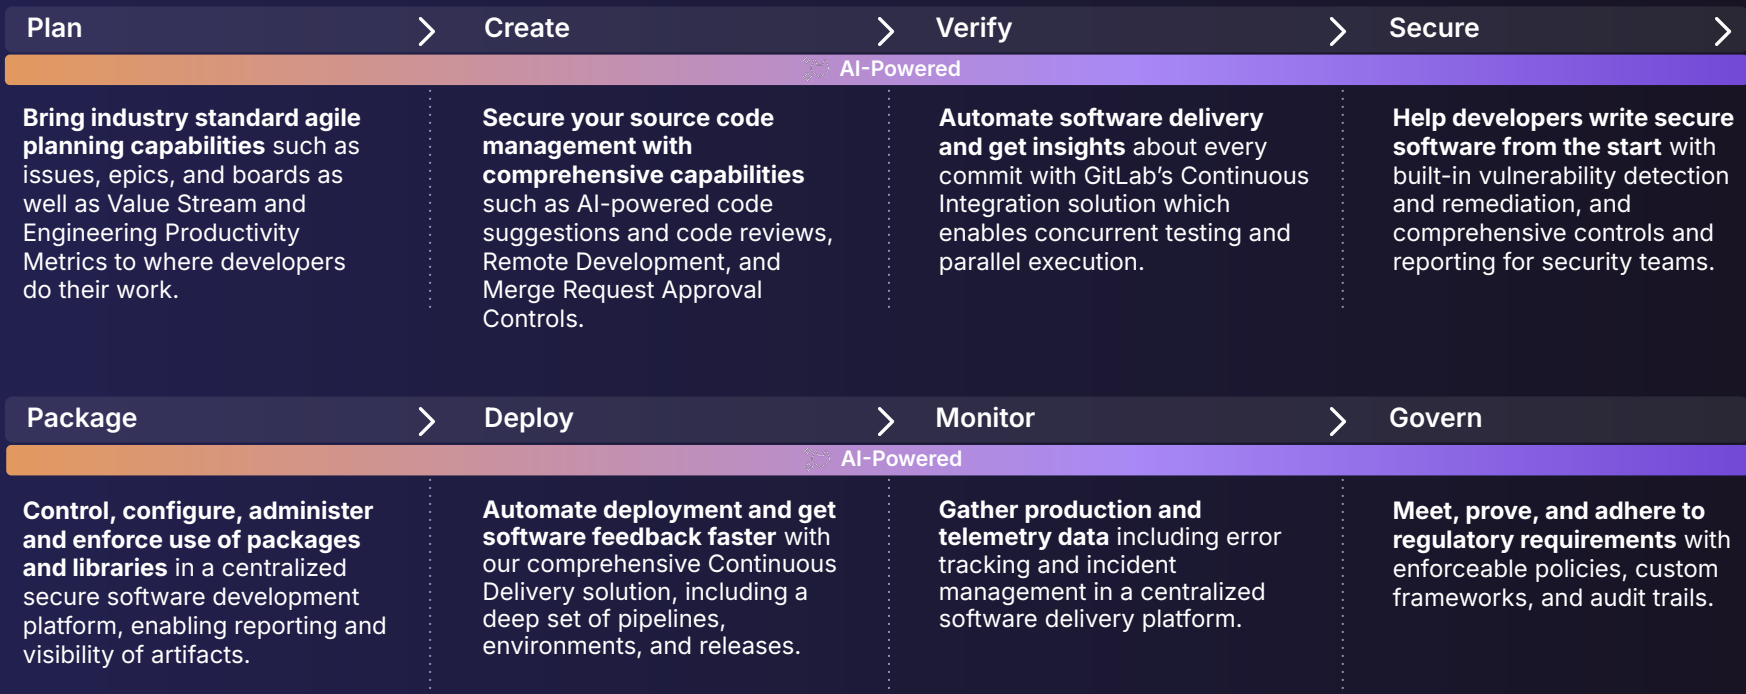 Plan
Create
Verify
Secure
AI-Powered
Bring industry standard agile
planning capabilities such as
issues, epics, and boards as
well as Value Stream and
Engineering Productivity
Metrics to where developers
do their work.
Secure your source code
management with
comprehensive capabilities
such as AI-powered code
suggestions and code reviews,
Remote Development, and
Merge Request Approval
Controls.
Automate software delivery
and get insights about every
commit with GitLab’s Continuous
Integration solution which
enables concurrent testing and
parallel execution.
Help developers write secure
software from the start with
built-in vulnerability detection
and remediation, and
comprehensive controls and
reporting for security teams.
Package
Deploy
Monitor
Govern
AI-Powered
Control, configure, administer
and enforce use of packages
and libraries in a centralized
secure software development
platform, enabling reporting and
visibility of artifacts.
Automate deployment and get
software feedback faster with
our comprehensive Continuous
Delivery solution, including a
deep set of pipelines,
environments, and releases.
Gather production and
telemetry data including error
tracking and incident
management in a centralized
software delivery platform.
Meet, prove, and adhere to
regulatory requirements with
enforceable policies, custom
frameworks, and audit trails.